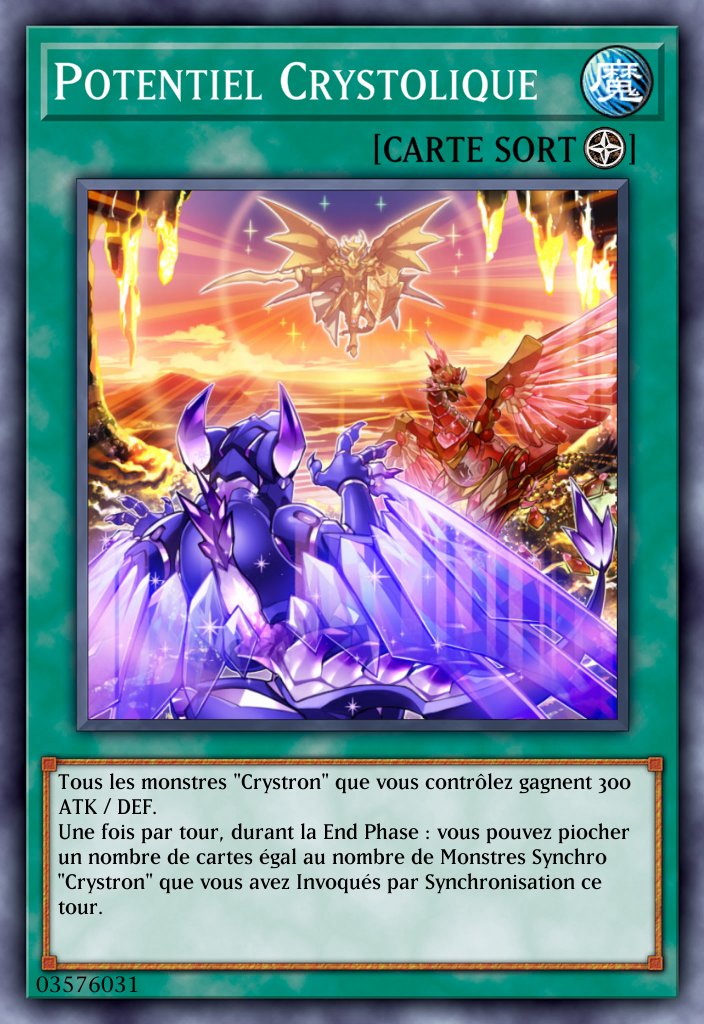 Potentiel Crystolique
魔
[CARTE SORT]
Tous les monstres "Crystron" que vous contrôlez gagnent 300
ATK / DEF.
Une fois par tour, durant la End Phase : vous pouvez piocher
un nombre de cartes égal au nombre de Monstres Synchro
"Crystron" que vous avez Invoqués par Synchronisation ce
tour.
03576031